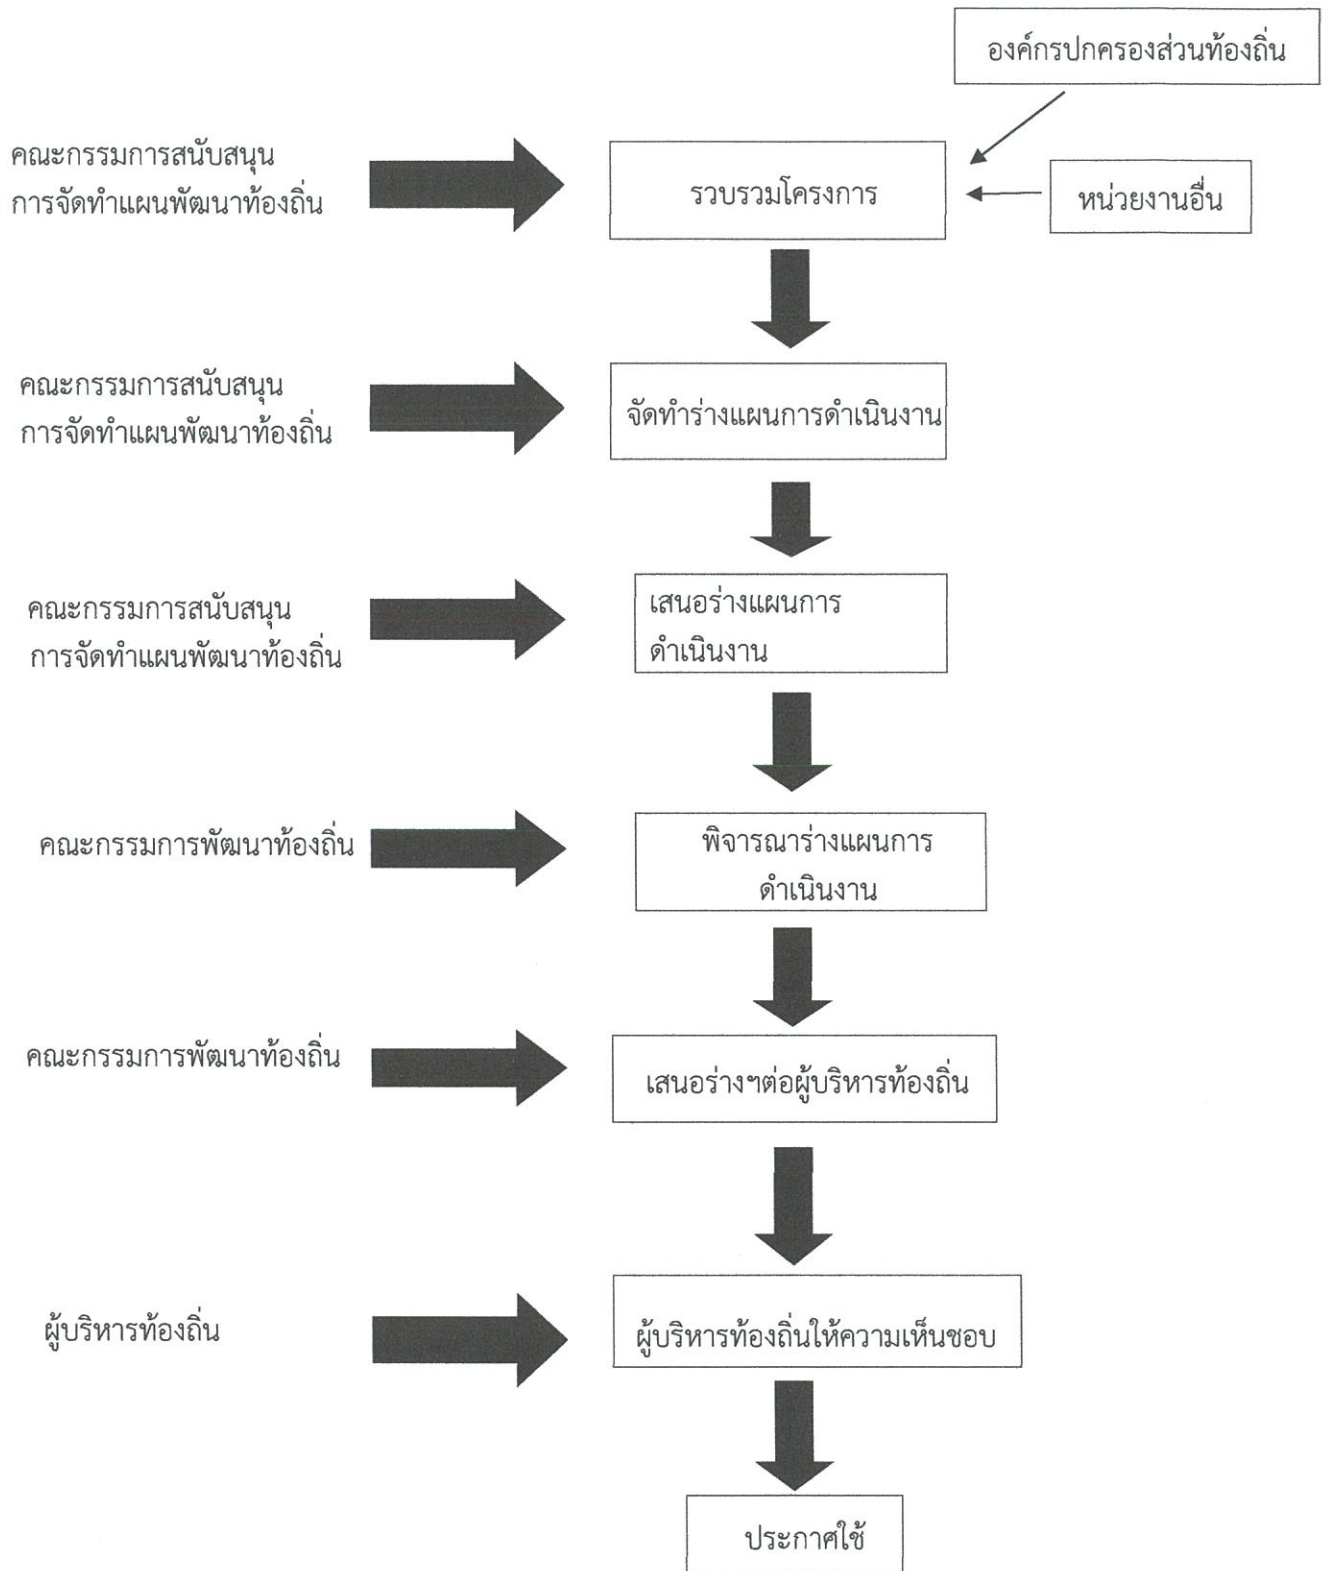 องค์กรปกครองส่วนท้องถิ่น
คณะกรรมการสนับสนุน
การจัดทำแผนพัฒนาท้องถิ่น
รวบรวมโครงการ
หน่วยงานอื่น
คณะกรรมการสนับสนุน
การจัดทำแผนพัฒนาท้องถิ่น
จัดทำร่างแผนการดำเนินงาน
คณะกรรมการสนับสนุน
การจัดทำแผนพัฒนาท้องถิ่น
เสนอร่างแผนการ
ดำเนินงาน
คณะกรรมการพัฒนาท้องถิ่น
พิจารณาร่างแผนการ
ดำเนินงาน
คณะกรรมการพัฒนาท้องถิ่น
เสนอร่างฯต่อผู้บริหารท้องถิ่น
ผู้บริหารท้องถิ่น
ผู้บริหารท้องถิ่นให้ความเห็นชอบ
ประกาศใช้